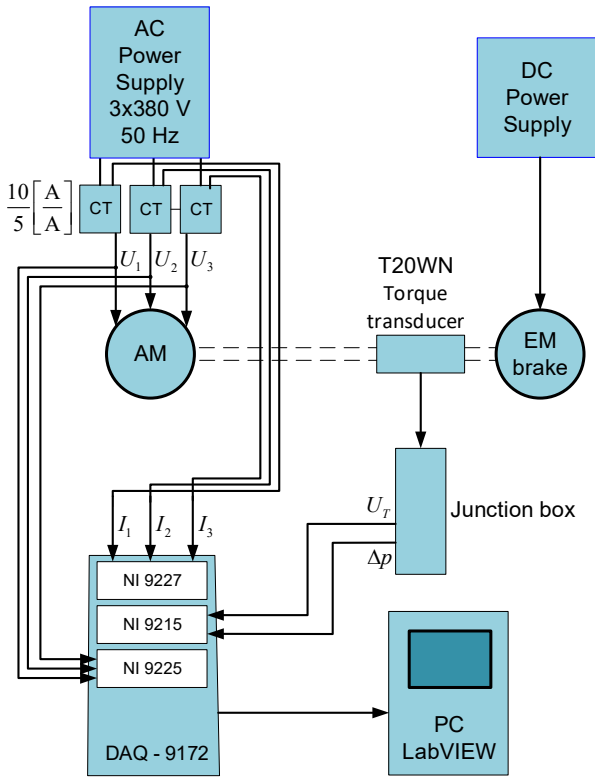 AC
Power
Supply
3x380 V
50 Hz
DC
Power
Supply
10/5 [A/A]
CT
CT
CT
U₁
U₂
U₃
T20WN
Torque
transducer
AM
EM
brake
I₁
I₂
I₃
U_T
Δp
Junction box
NI 9227
NI 9215
NI 9225
DAQ - 9172
PC
LabVIEW